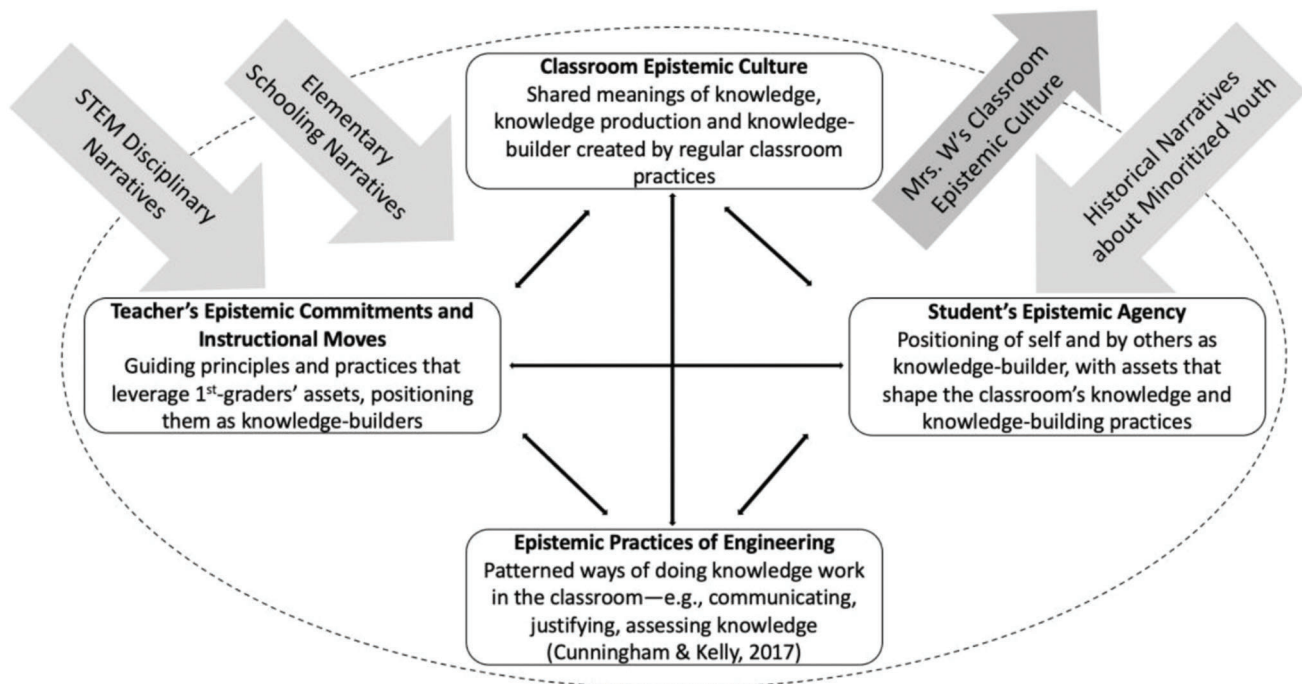 STEM Disciplinary
Narratives
Elementary
Schooling Narratives
Classroom Epistemic Culture
Shared meanings of knowledge,
knowledge production and knowledge-
builder created by regular classroom
practices
Mrs. W's Classroom
Epistemic Culture
Historical Narratives
about Minoritized Youth
Teacher's Epistemic Commitments and
Instructional Moves
Guiding principles and practices that
leverage 1st-graders' assets, positioning
them as knowledge-builders
Student's Epistemic Agency
Positioning of self and by others as
knowledge-builder, with assets that
shape the classroom's knowledge and
knowledge-building practices
Epistemic Practices of Engineering
Patterned ways of doing knowledge work
in the classroom—e.g., communicating,
justifying, assessing knowledge
(Cunningham & Kelly, 2017)